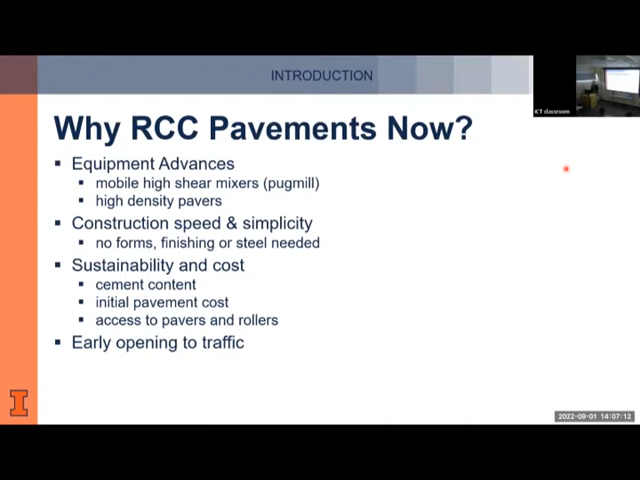 INTRODUCTION
ICT classroom
Why RCC Pavements Now?
▪ Equipment Advances
▪ mobile high shear mixers (pugmill)
▪ high density pavers
▪ Construction speed & simplicity
▪ no forms, finishing or steel needed
▪ Sustainability and cost
▪ cement content
▪ initial pavement cost
▪ access to pavers and rollers
▪ Early opening to traffic
I
2022-09-01 14:07:12